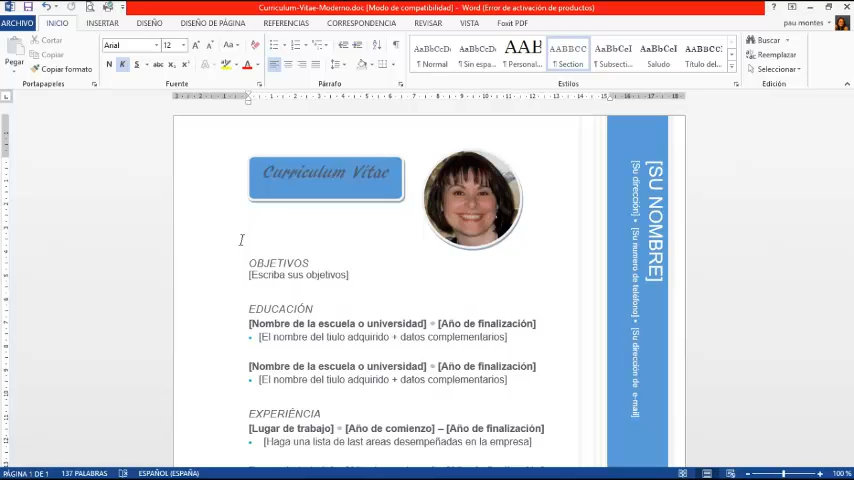 Curriculum-Vitae-Moderno.doc [Modo de compatibilidad] - Word (Error de activación de productos)
ARCHIVO INICIO INSERTAR DISEÑO DISEÑO DE PÁGINA REFERENCIAS CORRESPONDENCIA REVISAR VISTA Foxit PDF
pau montes
Pegar
Cortar
Copiar
Copiar formato
Portapapeles
Arial 12
N K S abc x₂ x²
Aa
Fuente
Párrafo
AaBbCcDc AaBbCcDc AAB AABBCC AaBbCcI AaBbCcI AABBCC:
¶ Normal ¶ Sin espa... ¶ Personal... ¶ Section ¶ Subsecti... Saludo Título del...
Estilos
Buscar
Reemplazar
Seleccionar
Edición
Curriculum Vitae
OBJETIVOS
[Escriba sus objetivos]
EDUCACIÓN
[Nombre de la escuela o universidad] [Año de finalización]
[El nombre del tiulo adquirido + datos complementarios]
[Nombre de la escuela o universidad] [Año de finalización]
[El nombre del tiulo adquirido + datos complementarios]
EXPERIÉNCIA
[Lugar de trabajo] [Año de comienzo] – [Año de finalización]
[Haga una lista de last areas desempeñadas en la empresa]
[SU NOMBRE]
[Su dirección] • [Su numero de teléfono] • [Su dirección de e-mail]
PÁGINA 1 DE 1 137 PALABRAS ESPAÑOL (ESPAÑA)
100 %